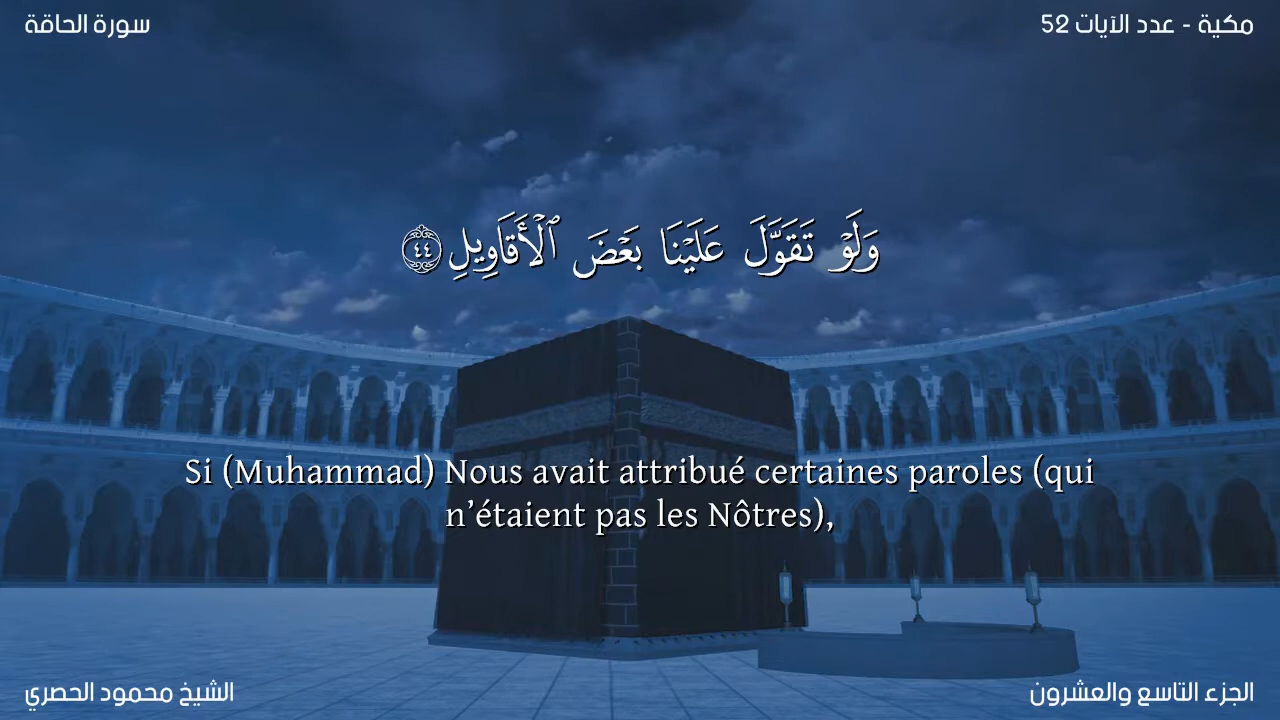 سورة الحاقة
مكية - عدد الآيات 52
وَلَوْ تَقَوَّلَ عَلَيْنَا بَعْضَ ٱلْأَقَاوِيلِ ٤٤
Si (Muhammad) Nous avait attribué certaines paroles (qui
n’étaient pas les Nôtres),
الشيخ محمود الحصري
الجزء التاسع والعشرون